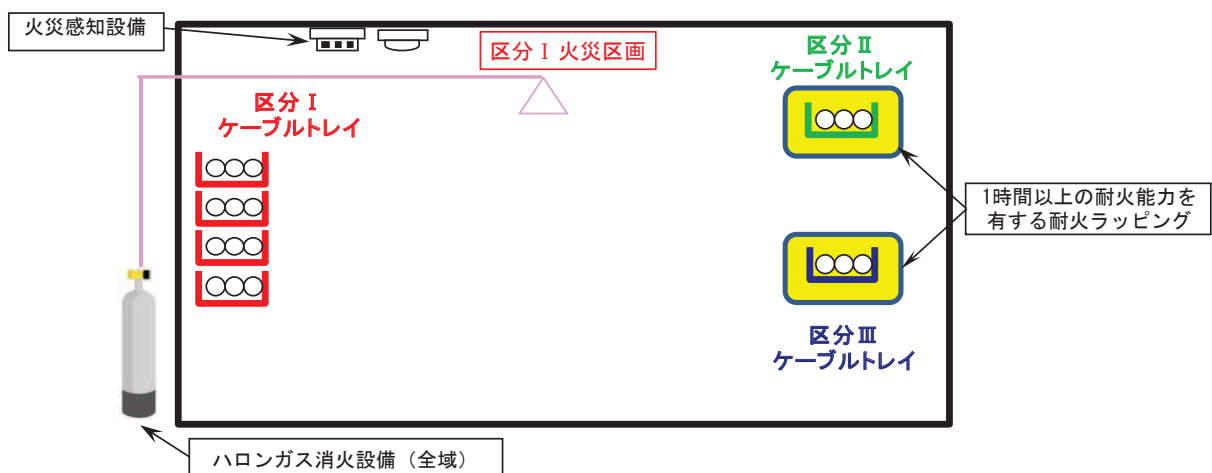 火災感知設備
区分Ⅰ 火災区画
区分Ⅱ
ケーブルトレイ
区分Ⅰ
ケーブルトレイ
1時間以上の耐火能力を
有する耐火ラッピング
区分Ⅲ
ケーブルトレイ
ハロンガス消火設備（全域）